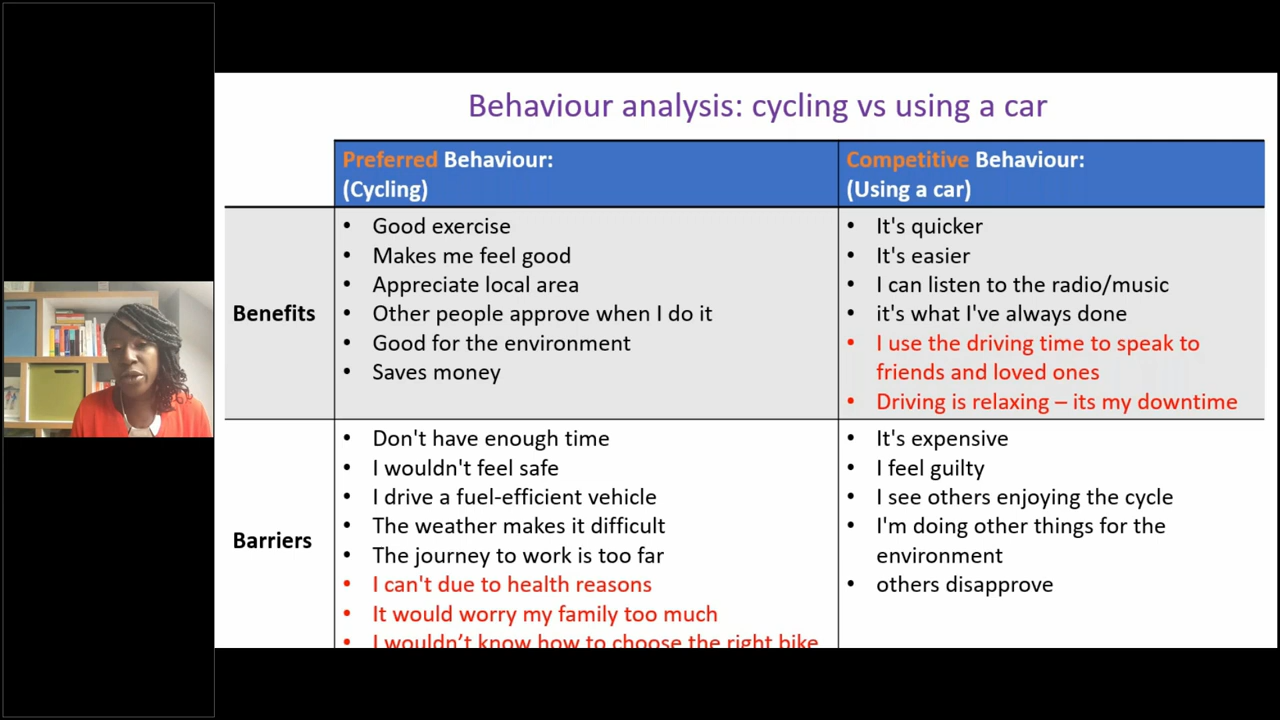 Behaviour analysis: cycling vs using a car
Preferred Behaviour:
(Cycling)
Competitive Behaviour:
(Using a car)
Benefits
• Good exercise
• Makes me feel good
• Appreciate local area
• Other people approve when I do it
• Good for the environment
• Saves money
• It's quicker
• It's easier
• I can listen to the radio/music
• it's what I've always done
• I use the driving time to speak to
friends and loved ones
• Driving is relaxing – its my downtime
Barriers
• Don't have enough time
• I wouldn't feel safe
• I drive a fuel-efficient vehicle
• The weather makes it difficult
• The journey to work is too far
• I can't due to health reasons
• It would worry my family too much
• I wouldn’t know how to choose the right bike
• It's expensive
• I feel guilty
• I see others enjoying the cycle
• I'm doing other things for the
environment
• others disapprove